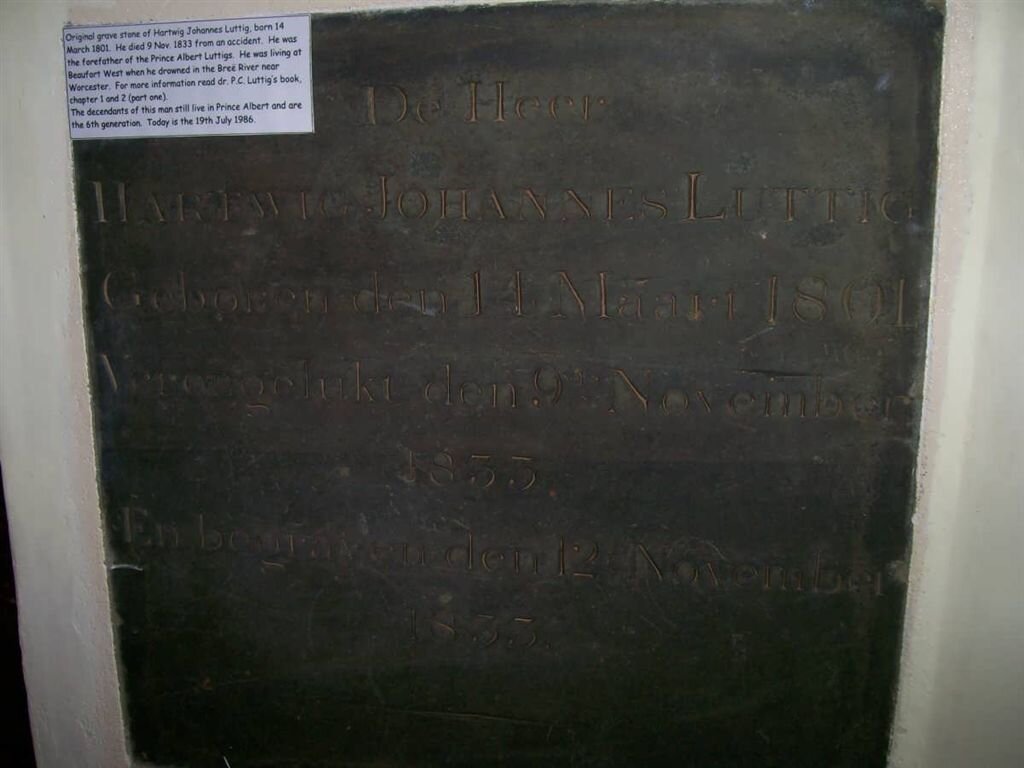 Original grave stone of Hartwig Johannes Luttig, born 14
March 1801. He died 9 Nov. 1833 from an accident. He was
the forefather of the Prince Albert Luttigs. He was living at
Beaufort West when he drowned in the Breë River near
Worcester. For more information read dr. P.C. Luttig's book,
chapter 1 and 2 (part one).
The decendants of this man still live in Prince Albert and are
the 6th generation. Today is the 19th July 1986.
De Heer
HARTWIG JOHANNES LUTTIG
Geboren den 14 Maart 1801
den 9 November
1833.
En begraven den 12 November
1833.